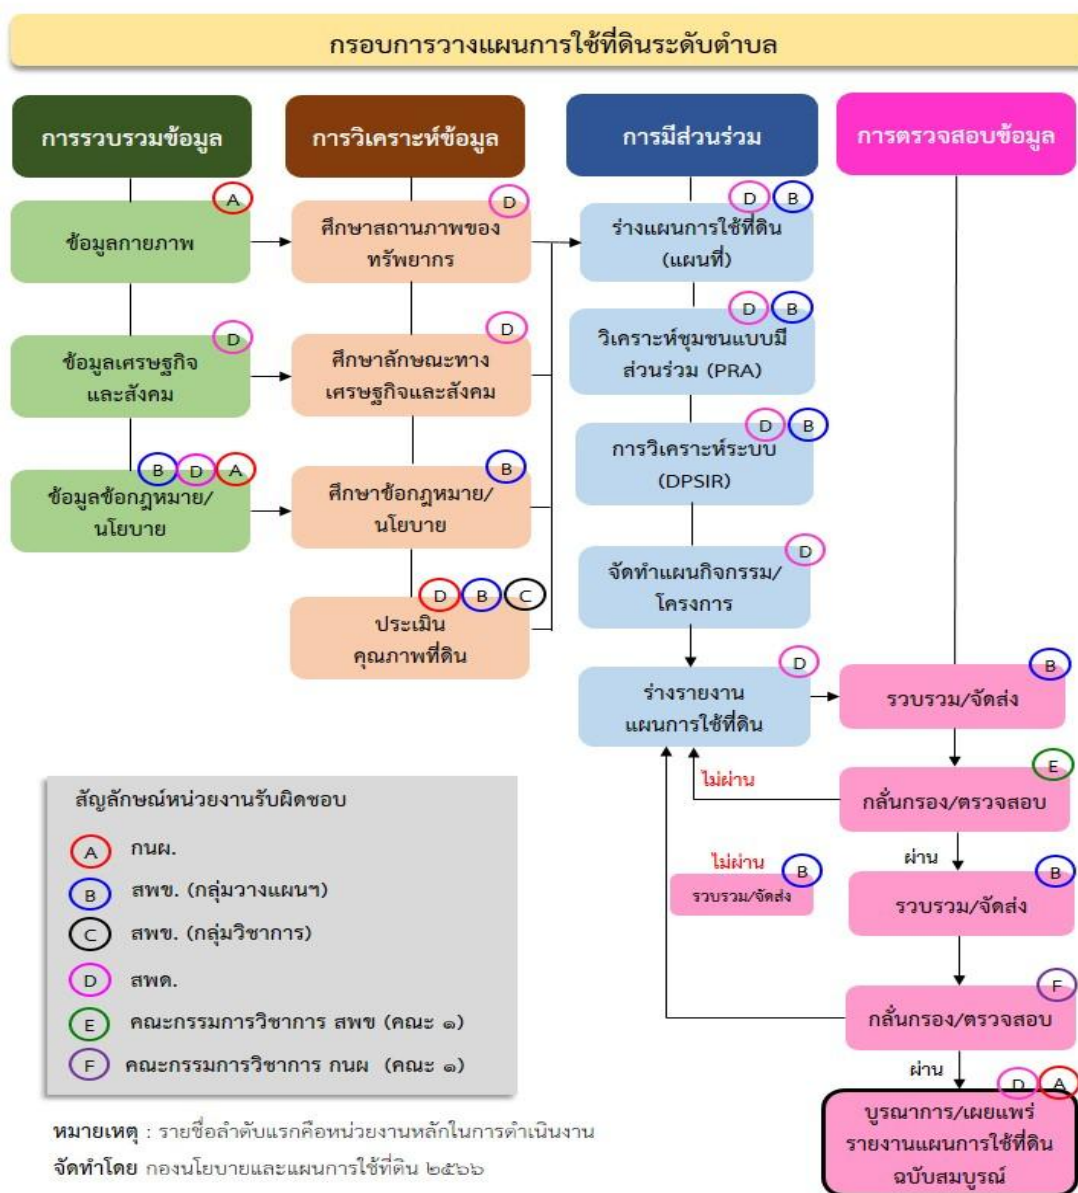 กรอบการวางแผนการใช้ที่ดินระดับตำบล
การรวบรวมข้อมูล
A
ข้อมูลกายภาพ
D
ข้อมูลเศรษฐกิจ
และสังคม
B D A
ข้อมูลข้อกฎหมาย/
นโยบาย
การวิเคราะห์ข้อมูล
D
ศึกษาสถานภาพของ
ทรัพยากร
D
ศึกษาลักษณะทาง
เศรษฐกิจและสังคม
B
ศึกษาข้อกฎหมาย/
นโยบาย
D B C
ประเมิน
คุณภาพที่ดิน
การมีส่วนร่วม
D B
ร่างแผนการใช้ที่ดิน
(แผนที่)
D B
วิเคราะห์ชุมชนแบบมี
ส่วนร่วม (PRA)
D B
การวิเคราะห์ระบบ
(DPSIR)
D
จัดทำแผนกิจกรรม/
โครงการ
D
ร่างรายงาน
แผนการใช้ที่ดิน
การตรวจสอบข้อมูล
B
รวบรวม/จัดส่ง
E
กลั่นกรอง/ตรวจสอบ
ไม่ผ่าน
ผ่าน
B
รวบรวม/จัดส่ง
F
กลั่นกรอง/ตรวจสอบ
ไม่ผ่าน
B
รวบรวม/จัดส่ง
ผ่าน
D A
บูรณาการ/เผยแพร่
รายงานแผนการใช้ที่ดิน
ฉบับสมบูรณ์
สัญลักษณ์หน่วยงานรับผิดชอบ
A กนผ.
B สพข. (กลุ่มวางแผนฯ)
C สพข. (กลุ่มวิชาการ)
D สพด.
E คณะกรรมการวิชาการ สพข (คณะ ๑)
F คณะกรรมการวิชาการ กนผ (คณะ ๑)
หมายเหตุ : รายชื่อลำดับแรกคือหน่วยงานหลักในการดำเนินงาน
จัดทำโดย กองนโยบายและแผนการใช้ที่ดิน ๒๕๖๖